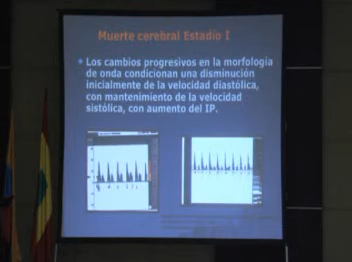 Muerte cerebral Estadío I
Los cambios progresivos en la morfología
de onda condicionan una disminución
inicialmente de la velocidad diastólica,
con mantenimiento de la velocidad
sistólica, con aumento del IP.